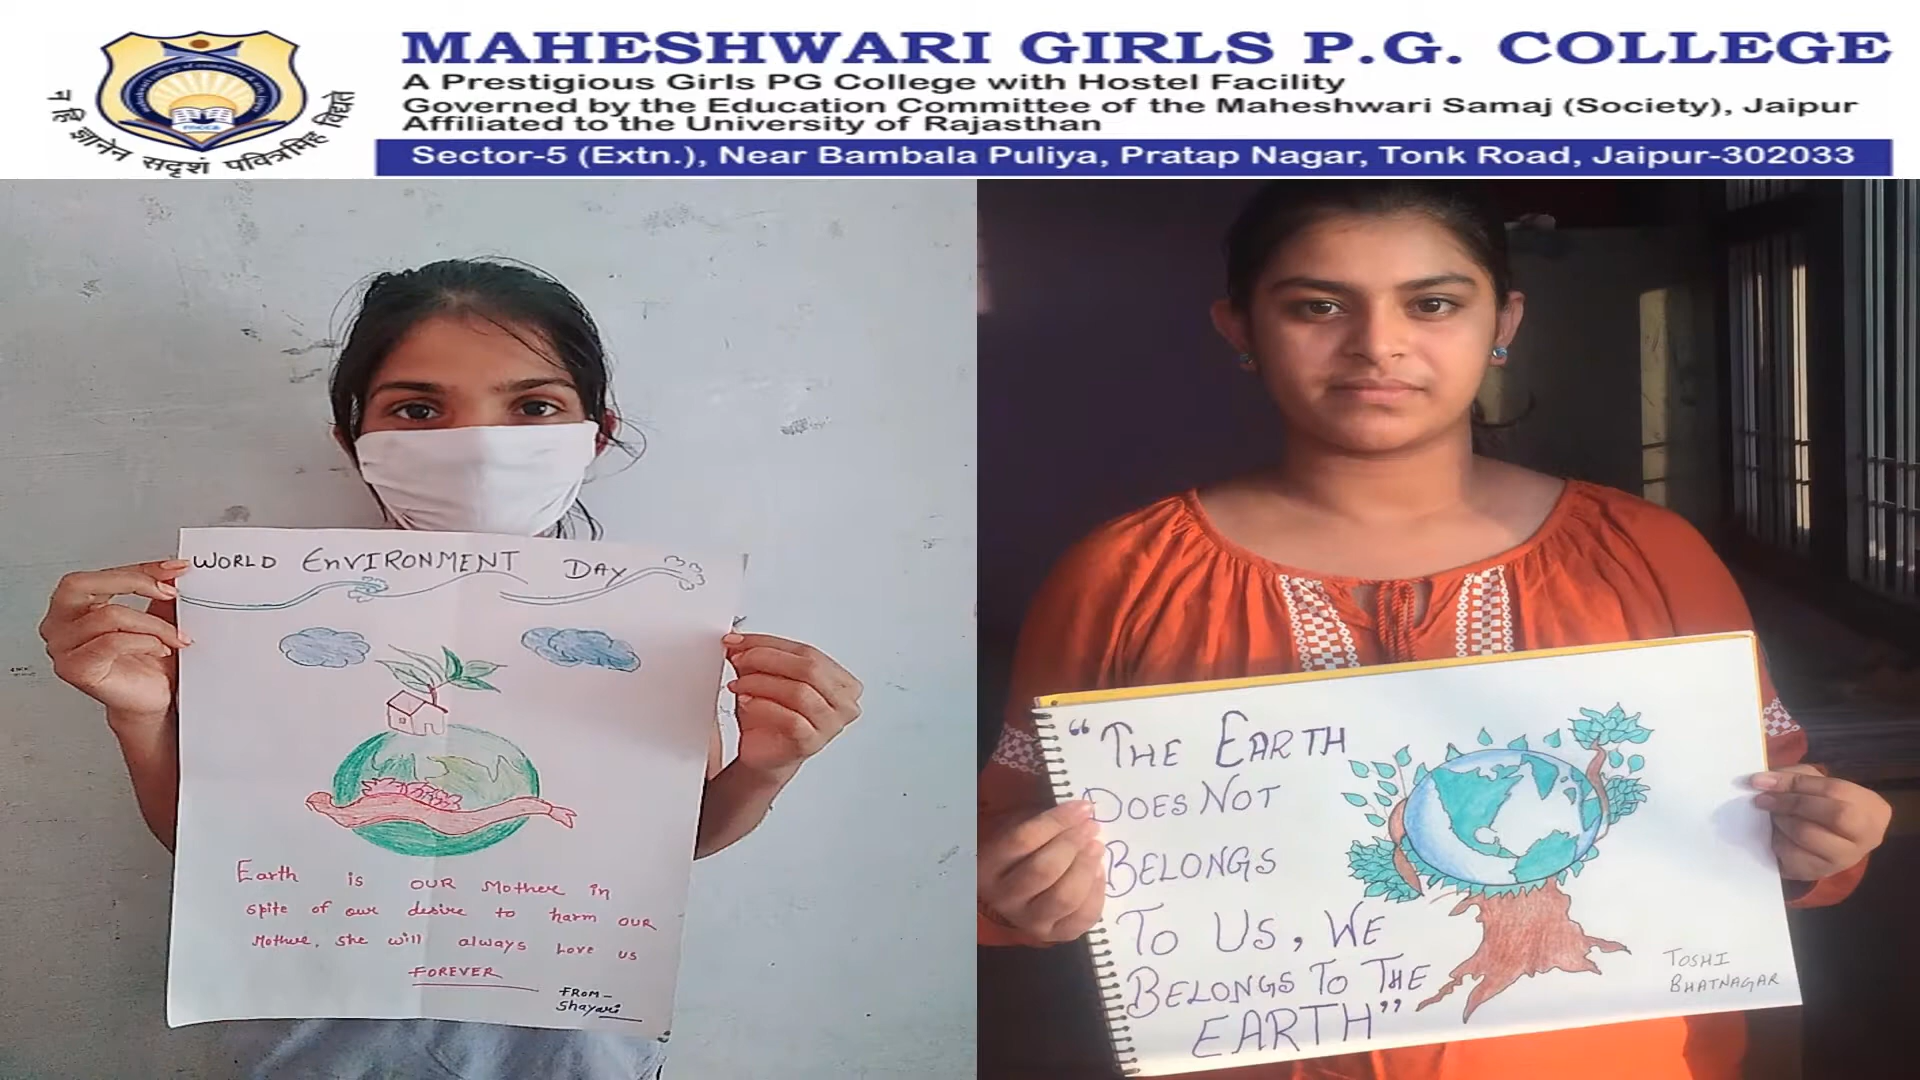 MAHESHWARI GIRLS P.G. COLLEGE
A Prestigious Girls PG College with Hostel Facility
Governed by the Education Committee of the Maheshwari Samaj (Society), Jaipur
Affiliated to the University of Rajasthan
Sector-5 (Extn.), Near Bambala Puliya, Pratap Nagar, Tonk Road, Jaipur-302033
न हि ज्ञानेन सदृशं पवित्रमिह विद्यते
WORLD ENVIRONMENT DAY
Earth is OUR Mother in
spite of our desire to harm OUR
Mother, she will always Love us
FOREVER
FROM-
Shayari
"THE EARTH
DOES NOT
BELONGS
TO US, WE
BELONGS TO THE
EARTH"
TOSHI
BHATNAGAR